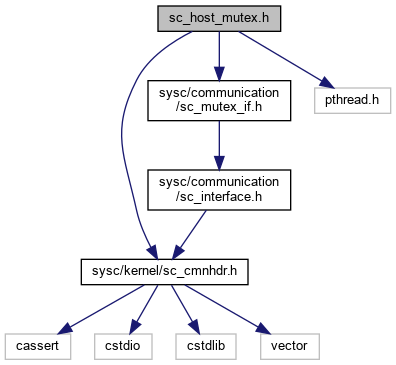 sc_host_mutex.h
sysc/communication
/sc_mutex_if.h
pthread.h
sysc/communication
/sc_interface.h
sysc/kernel/sc_cmnhdr.h
cassert
cstdio
cstdlib
vector